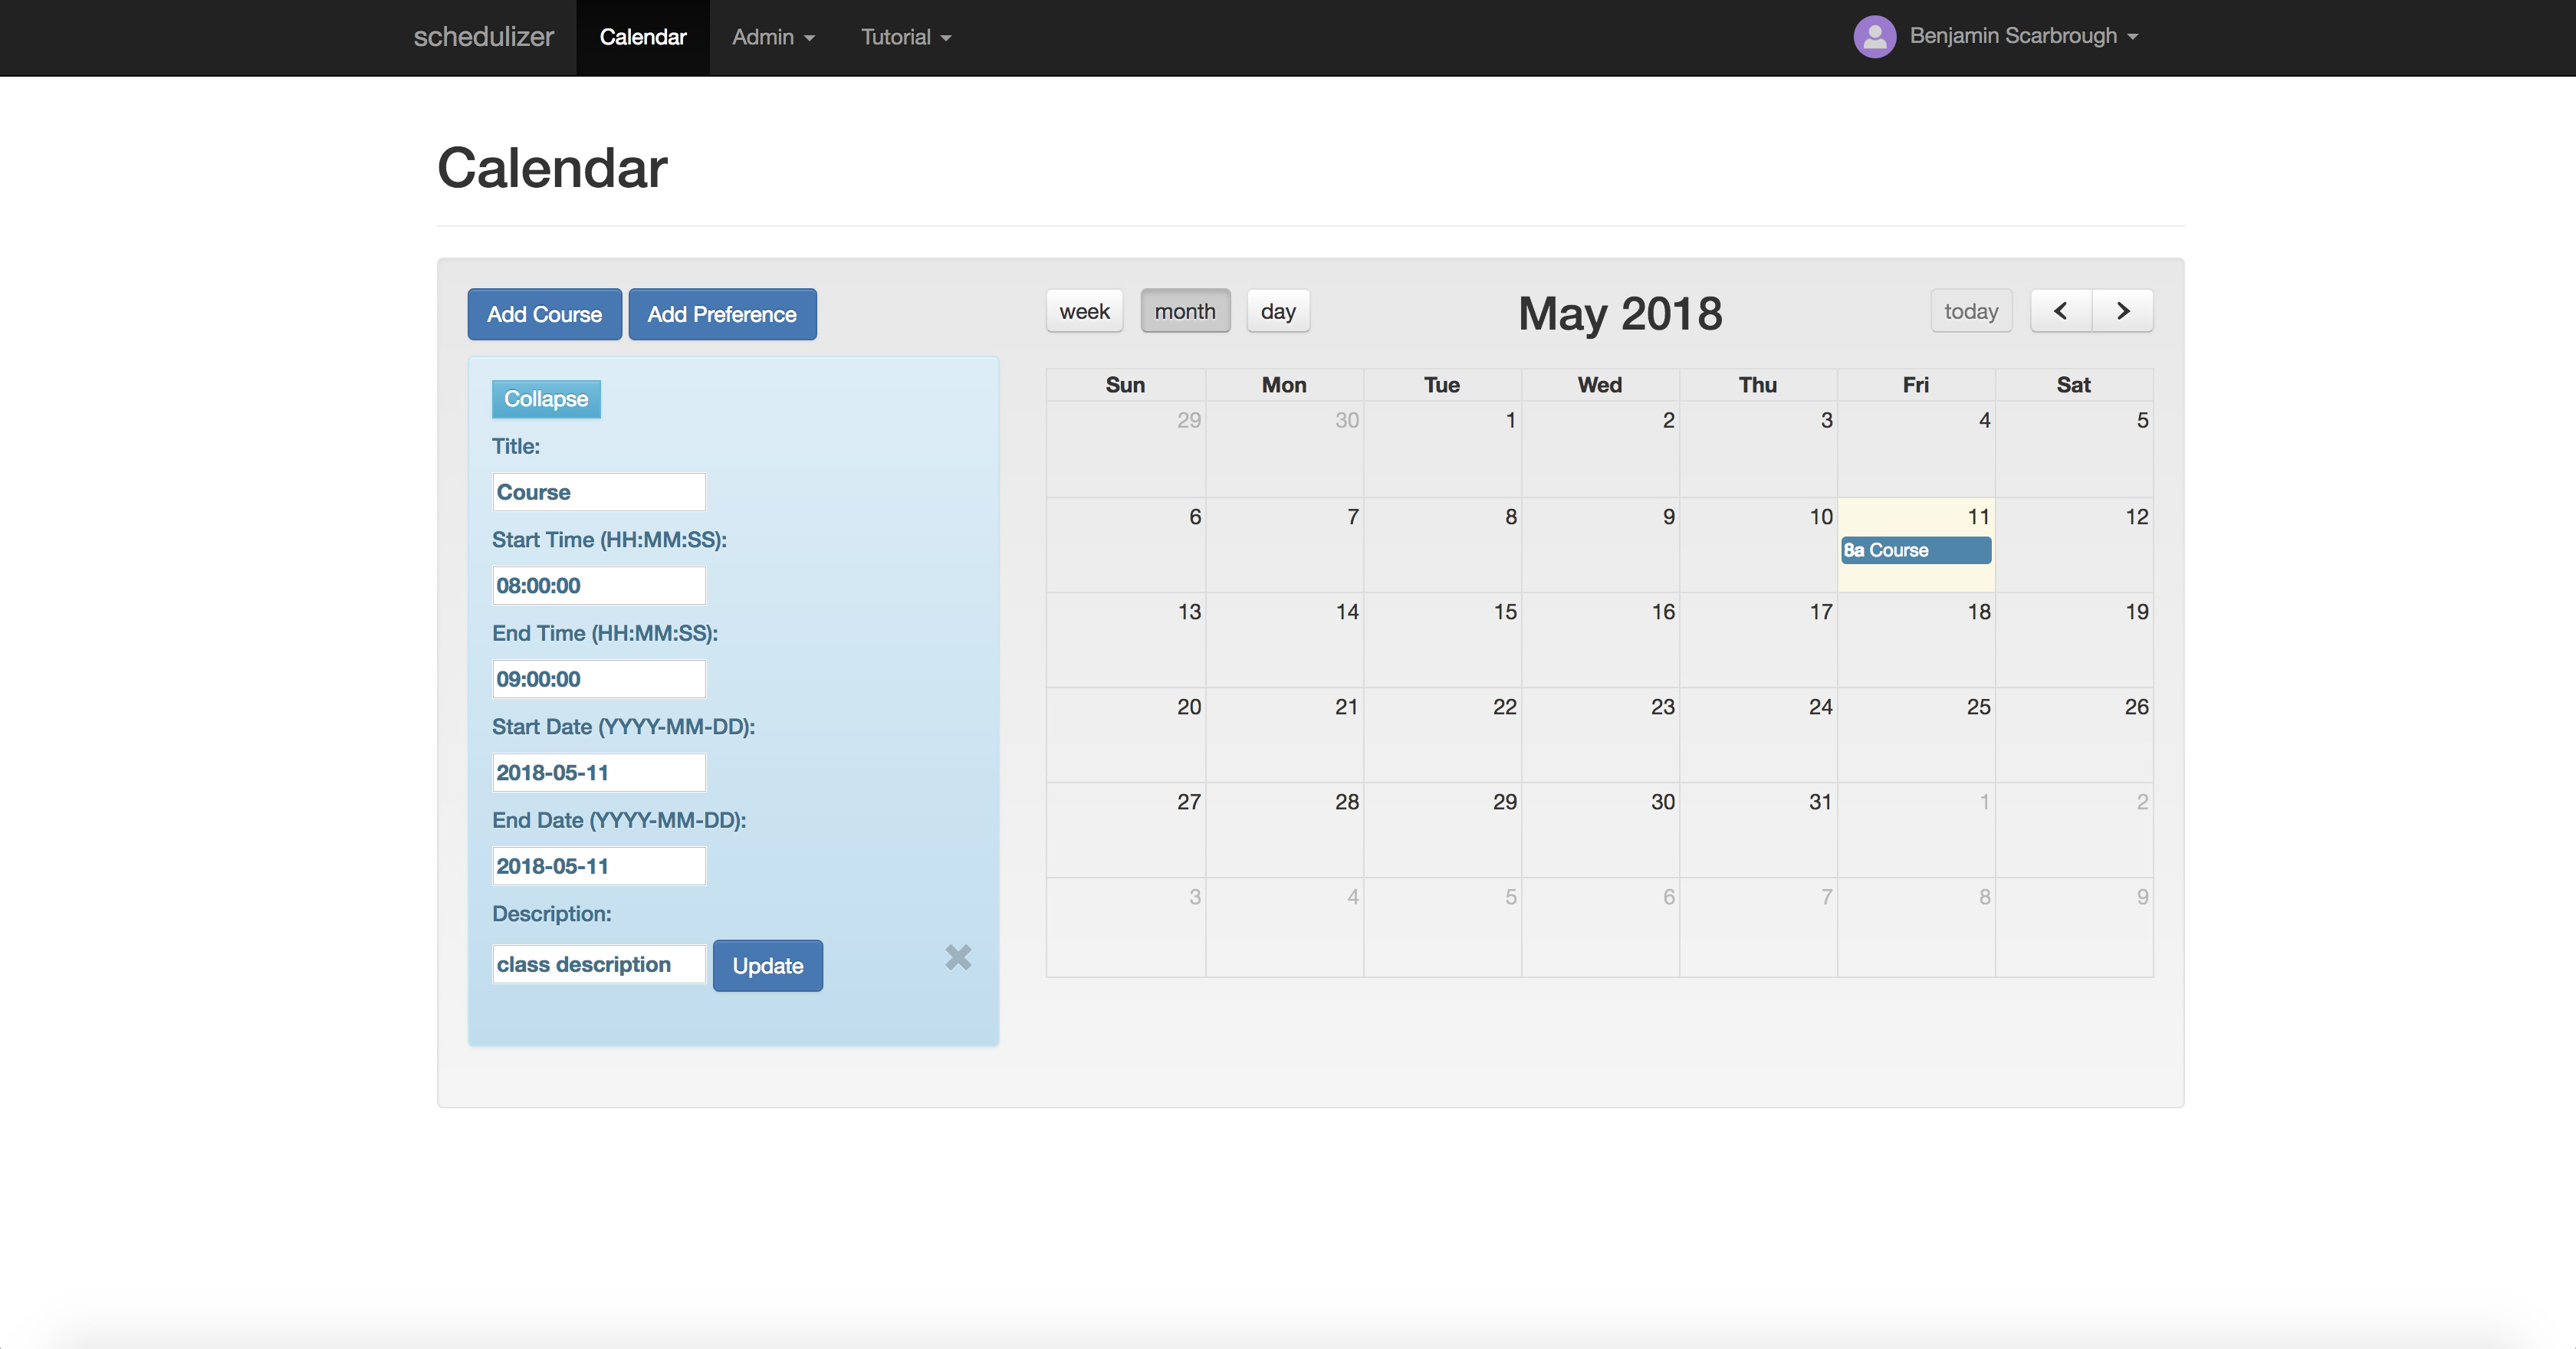 schedulizer Calendar Admin Tutorial Benjamin Scarbrough
Calendar
Add Course Add Preference week month day May 2018 today
Collapse
Title:
Course
Start Time (HH:MM:SS):
08:00:00
End Time (HH:MM:SS):
09:00:00
Start Date (YYYY-MM-DD):
2018-05-11
End Date (YYYY-MM-DD):
2018-05-11
Description:
class description Update
Sun Mon Tue Wed Thu Fri Sat
29 30 1 2 3 4 5
6 7 8 9 10 11 12
8a Course
13 14 15 16 17 18 19
20 21 22 23 24 25 26
27 28 29 30 31 1 2
3 4 5 6 7 8 9